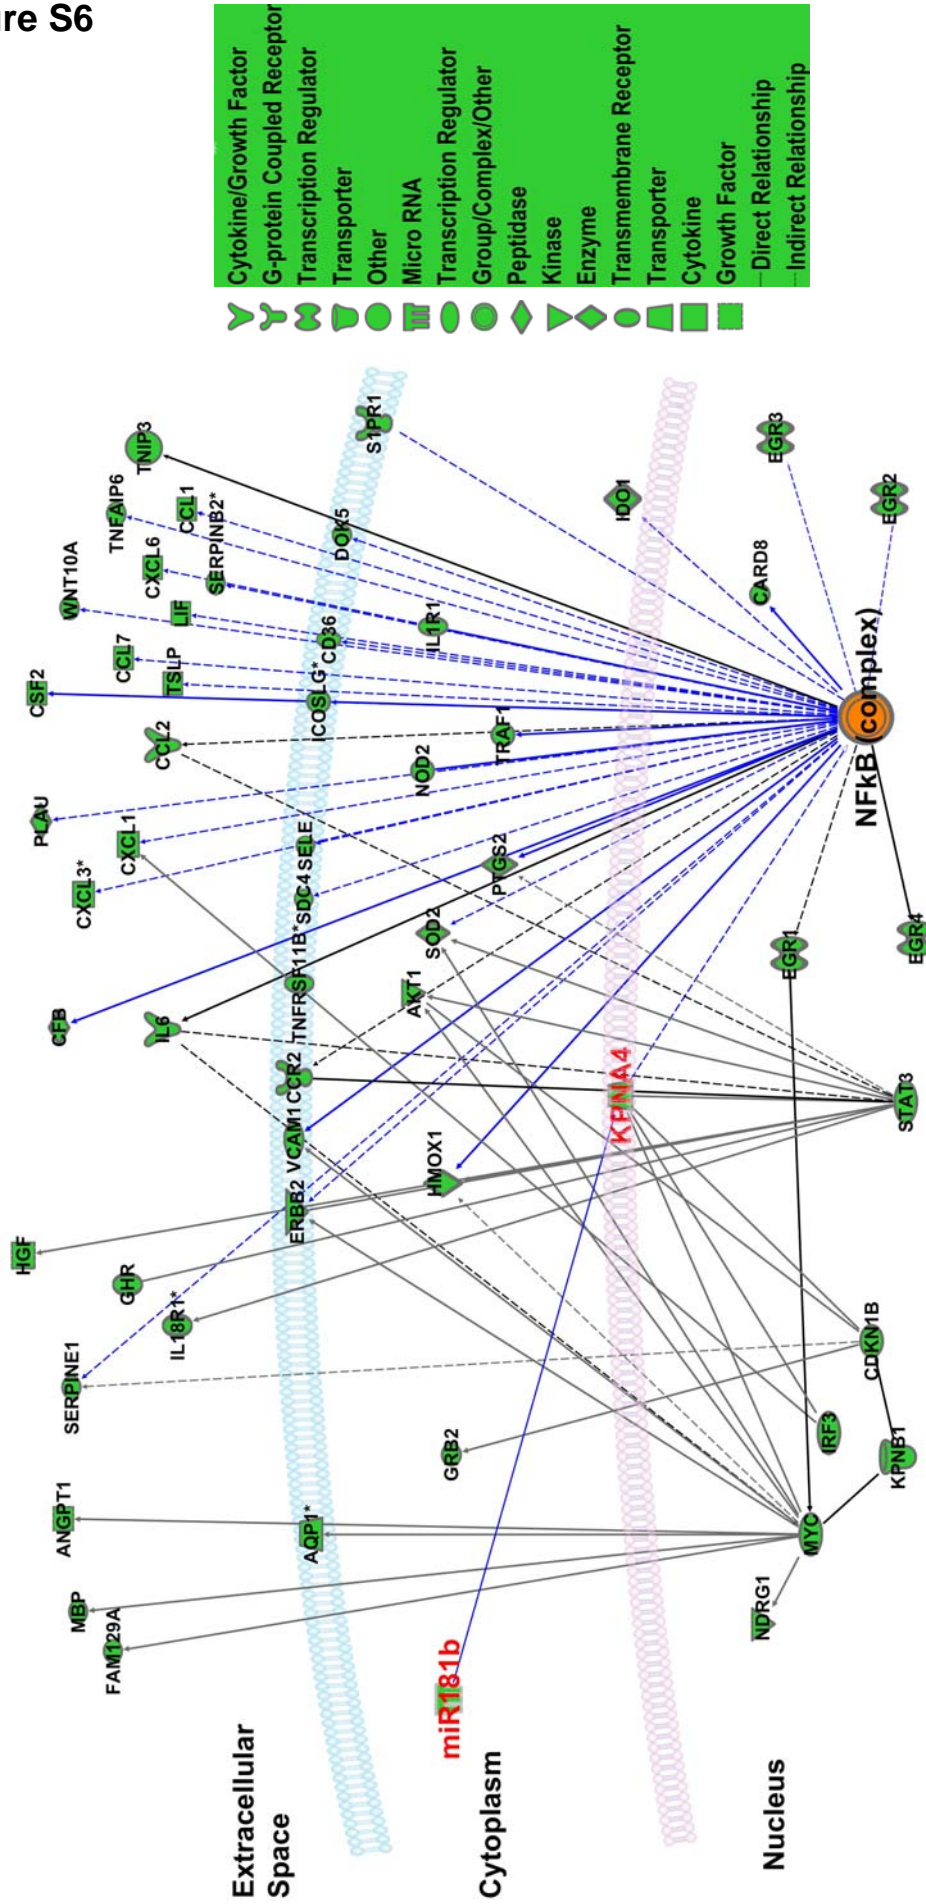 re S6
Cytokine/Growth Factor
G-protein Coupled Receptor
Transcription Regulator
Transporter
Other
Micro RNA
Transcription Regulator
Group/Complex/Other
Peptidase
Kinase
Enzyme
Transmembrane Receptor
Transporter
Cytokine
Growth Factor
Direct Relationship
Indirect Relationship
Extracellular
Space
HGF
CSF2
PLAU
CFB
SERPINE1
ANGPT1
WNT10A
MBP
CXCL3*
FAM129A
GHR
CXCL1
CCL7
TNFAIP6
TNIP3
IL6
CCL2
CXCL6
IL18R1*
TSLP
LIF
CCL1
SERPINB2*
AQP1*
ERBB2
VCAM1
CCR2
TNFRSF11B*
SDC4
SELE
ICOSLG*
CD36
DOK5
S1PR1
Cytoplasm
miR181b
GRB2
HMOX1
AKT1
SOD2
NOD2
IL1R1
PTGS2
TRAF1
KPNA4
IDO1
Nucleus
NDRG1
MYC
EGR1
CARD8
EGR3
IRF3
CDKN1B
KPNB1
STAT3
EGR4
NFkB (complex)
EGR2